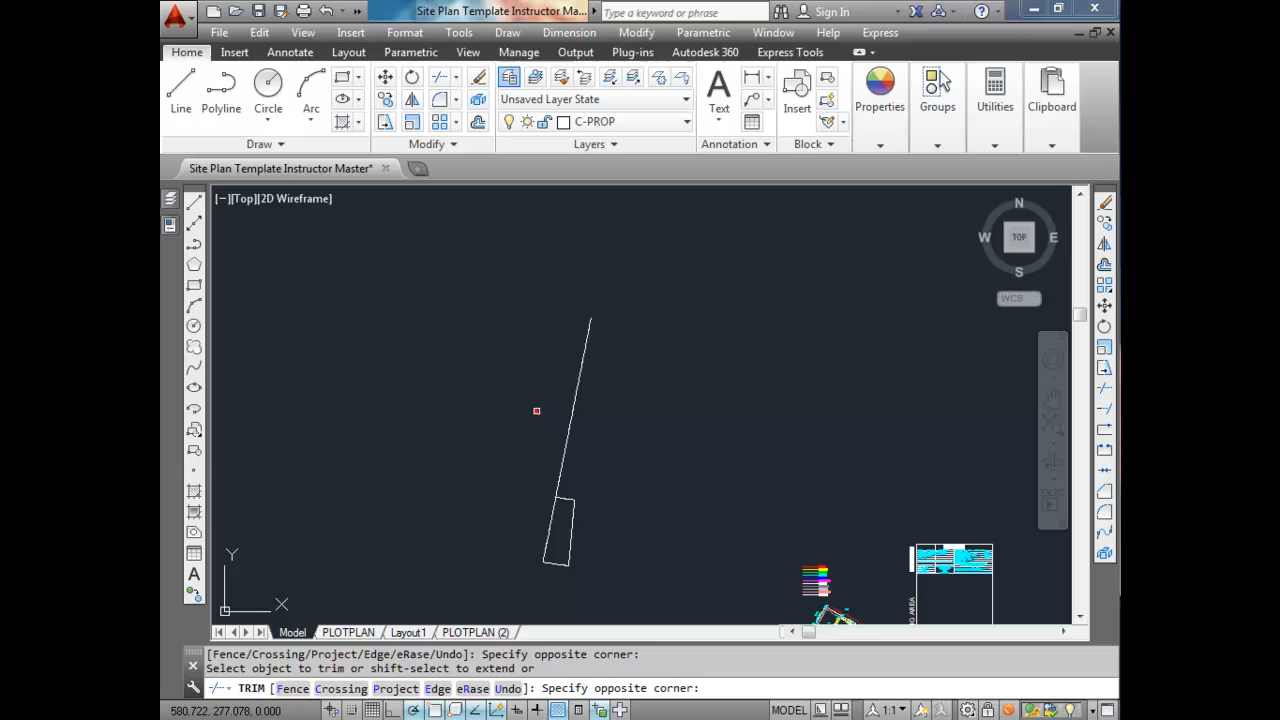 Site Plan Template Instructor Ma...
Type a keyword or phrase
Sign In
File Edit View Insert Format Tools Draw Dimension Modify Parametric Window Help Express
Home Insert Annotate Layout Parametric View Manage Output Plug-ins Autodesk 360 Express Tools
Unsaved Layer State
Line Polyline Circle Arc Text Insert Properties Groups Utilities Clipboard
C-PROP
Draw Modify Layers Annotation Block
Site Plan Template Instructor Master*
[−][Top][2D Wireframe]
N
W TOP E
S
WCS
Y
X
AREA
Model PLOTPLAN Layout1 PLOTPLAN (2)
[Fence/Crossing/Project/Edge/eRase/Undo]: Specify opposite corner:
Select object to trim or shift-select to extend or
TRIM [Fence Crossing Project Edge eRase Undo]: Specify opposite corner:
580.722, 277.078, 0.000 MODEL 1:1